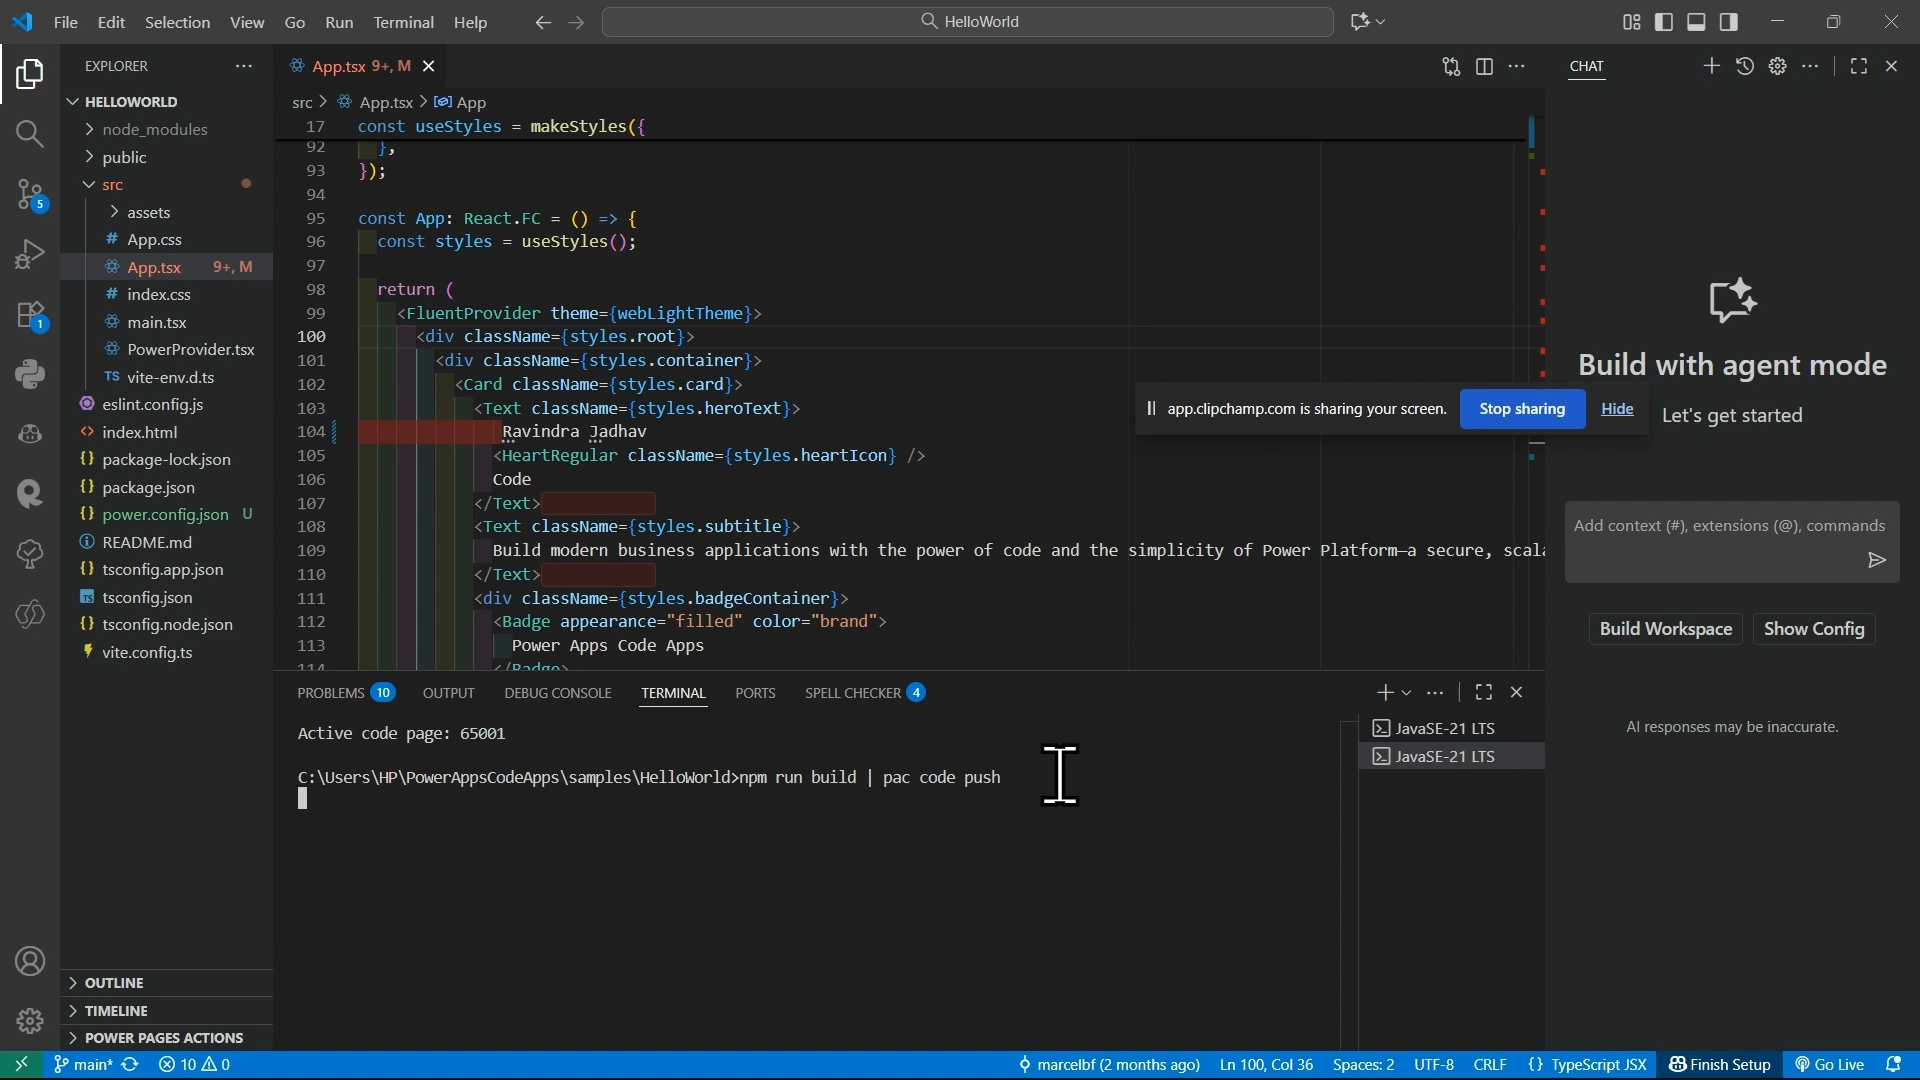 File Edit Selection View Go Run Terminal Help
HelloWorld
EXPLORER
HELLOWORLD
node_modules
public
src
assets
# App.css
App.tsx 9+, M
# index.css
main.tsx
PowerProvider.tsx
TS vite-env.d.ts
eslint.config.js
<> index.html
{} package-lock.json
{} package.json
{} power.config.json U
README.md
{} tsconfig.app.json
TS tsconfig.json
{} tsconfig.node.json
vite.config.ts
OUTLINE
TIMELINE
POWER PAGES ACTIONS
5
1
App.tsx 9+, M
src > App.tsx > App
17 const useStyles = makeStyles({
92 },
93 });
94
95 const App: React.FC = () => {
96 const styles = useStyles();
97
98 return (
99 <FluentProvider theme={webLightTheme}>
100 <div className={styles.root}>
101 <div className={styles.container}>
102 <Card className={styles.card}>
103 <Text className={styles.heroText}>
104 Ravindra Jadhav
105 <HeartRegular className={styles.heartIcon} />
106 Code
107 </Text>
108 <Text className={styles.subtitle}>
109 Build modern business applications with the power of code and the simplicity of Power Platform—a secure, scala
110 </Text>
111 <div className={styles.badgeContainer}>
112 <Badge appearance="filled" color="brand">
113 Power Apps Code Apps
114 </Badge>
app.clipchamp.com is sharing your screen. Stop sharing Hide
PROBLEMS 10 OUTPUT DEBUG CONSOLE TERMINAL PORTS SPELL CHECKER 4
Active code page: 65001
C:\Users\HP\PowerAppsCodeApps\samples\HelloWorld>npm run build | pac code push
JavaSE-21 LTS
JavaSE-21 LTS
CHAT
Build with agent mode
Let's get started
Add context (#), extensions (@), commands
Build Workspace Show Config
AI responses may be inaccurate.
main* 10 0 marcelbf (2 months ago) Ln 100, Col 36 Spaces: 2 UTF-8 CRLF {} TypeScript JSX Finish Setup Go Live